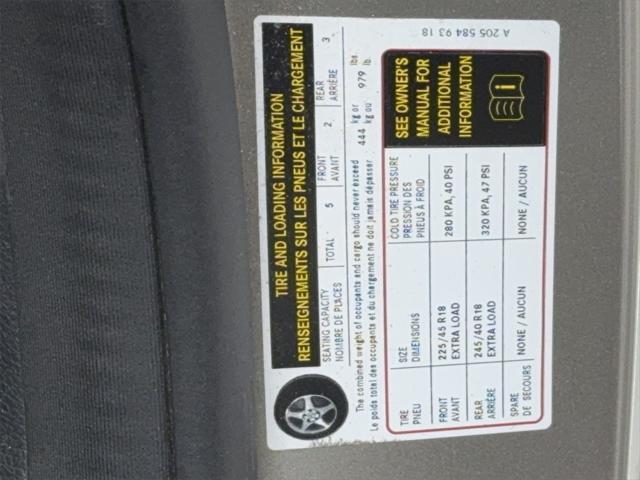 TIRE AND LOADING INFORMATION
RENSEIGNEMENTS SUR LES PNEUS ET LE CHARGEMENT
SEATING CAPACITY TOTAL 5 FRONT 2 REAR 3
NOMBRE DE PLACES AVANT ARRIÈRE
The combined weight of occupants and cargo should never exceed 444 kg or 979 lbs.
Le poids total des occupants et du chargement ne doit jamais dépasser kg ou lb.
TIRE SIZE COLD TIRE PRESSURE
PNEU DIMENSIONS PRESSION DES
PNEUS À FROID
FRONT 225/45 R18 280 KPA, 40 PSI
AVANT EXTRA LOAD
REAR 245/40 R18 320 KPA, 47 PSI
ARRIÈRE EXTRA LOAD
SPARE NONE / AUCUN NONE / AUCUN
DE SECOURS
SEE OWNER'S
MANUAL FOR
ADDITIONAL
INFORMATION
A 205 584 93 18